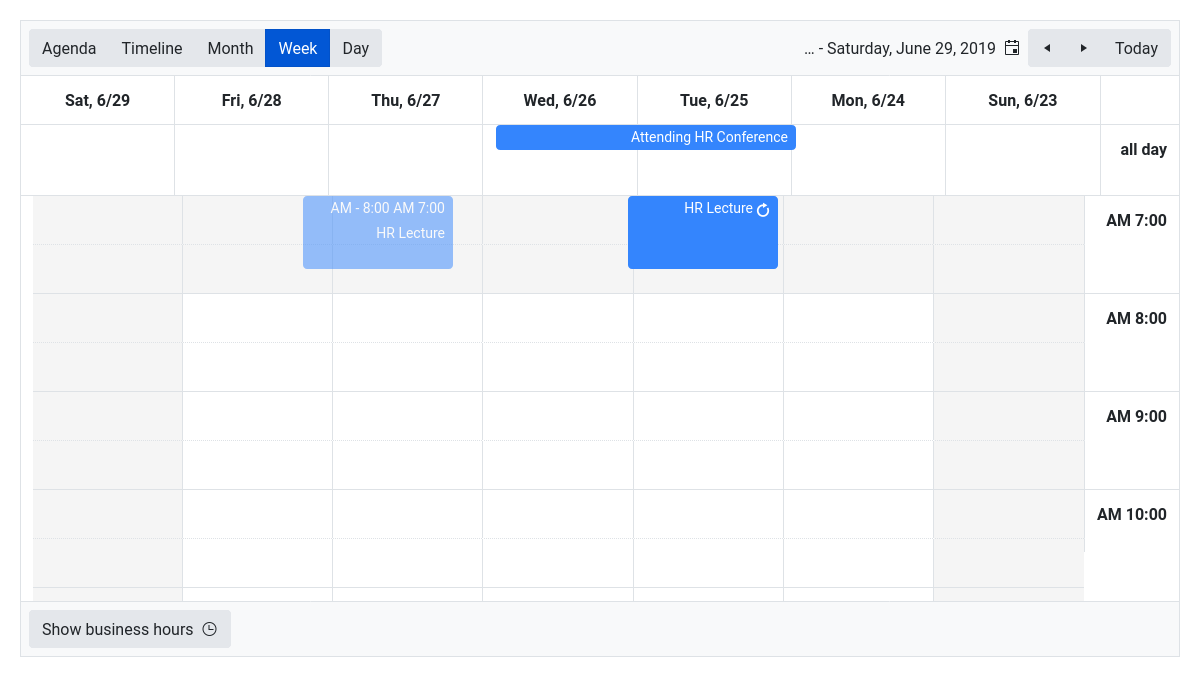 Agenda Timeline Month Week Day ... - Saturday, June 29, 2019 Today
Sat, 6/29 Fri, 6/28 Thu, 6/27 Wed, 6/26 Tue, 6/25 Mon, 6/24 Sun, 6/23
Attending HR Conference
all day
AM - 8:00 AM 7:00
HR Lecture
HR Lecture
AM 7:00
AM 8:00
AM 9:00
AM 10:00
Show business hours